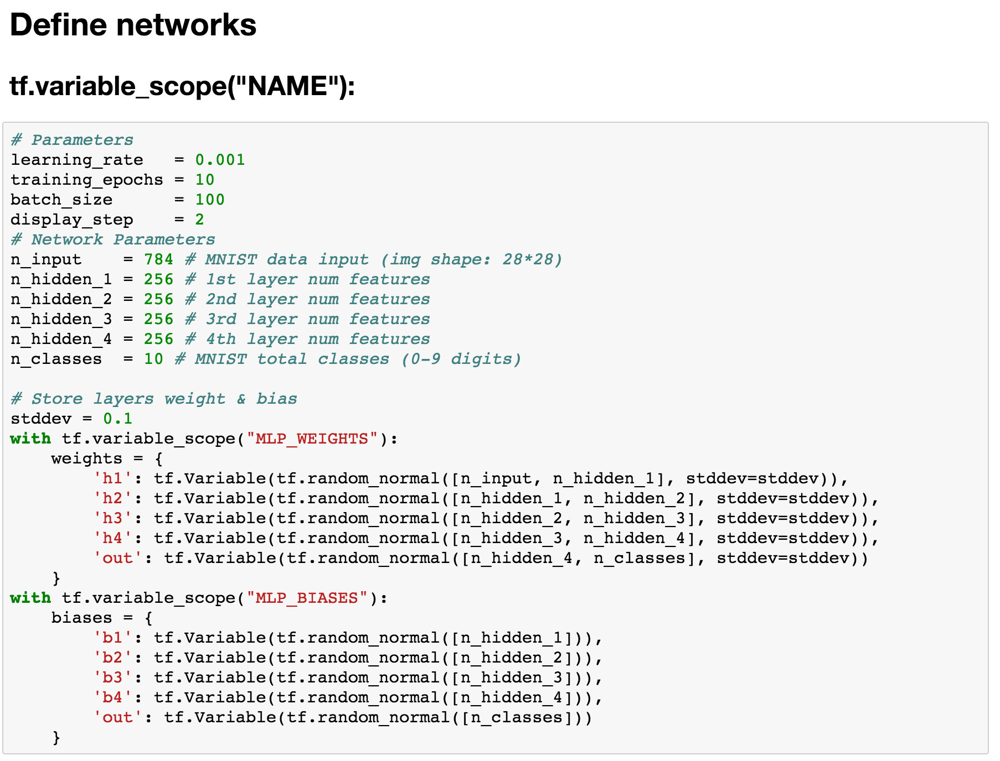 Define networks
tf.variable_scope("NAME"):
# Parameters
learning_rate   = 0.001
training_epochs = 10
batch_size      = 100
display_step    = 2
# Network Parameters
n_input    = 784 # MNIST data input (img shape: 28*28)
n_hidden_1 = 256 # 1st layer num features
n_hidden_2 = 256 # 2nd layer num features
n_hidden_3 = 256 # 3rd layer num features
n_hidden_4 = 256 # 4th layer num features
n_classes  = 10 # MNIST total classes (0-9 digits)

# Store layers weight & bias
stddev = 0.1
with tf.variable_scope("MLP_WEIGHTS"):
    weights = {
        'h1': tf.Variable(tf.random_normal([n_input, n_hidden_1], stddev=stddev)),
        'h2': tf.Variable(tf.random_normal([n_hidden_1, n_hidden_2], stddev=stddev)),
        'h3': tf.Variable(tf.random_normal([n_hidden_2, n_hidden_3], stddev=stddev)),
        'h4': tf.Variable(tf.random_normal([n_hidden_3, n_hidden_4], stddev=stddev)),
        'out': tf.Variable(tf.random_normal([n_hidden_4, n_classes], stddev=stddev))
    }
with tf.variable_scope("MLP_BIASES"):
    biases = {
        'b1': tf.Variable(tf.random_normal([n_hidden_1])),
        'b2': tf.Variable(tf.random_normal([n_hidden_2])),
        'b3': tf.Variable(tf.random_normal([n_hidden_3])),
        'b4': tf.Variable(tf.random_normal([n_hidden_4])),
        'out': tf.Variable(tf.random_normal([n_classes]))
    }